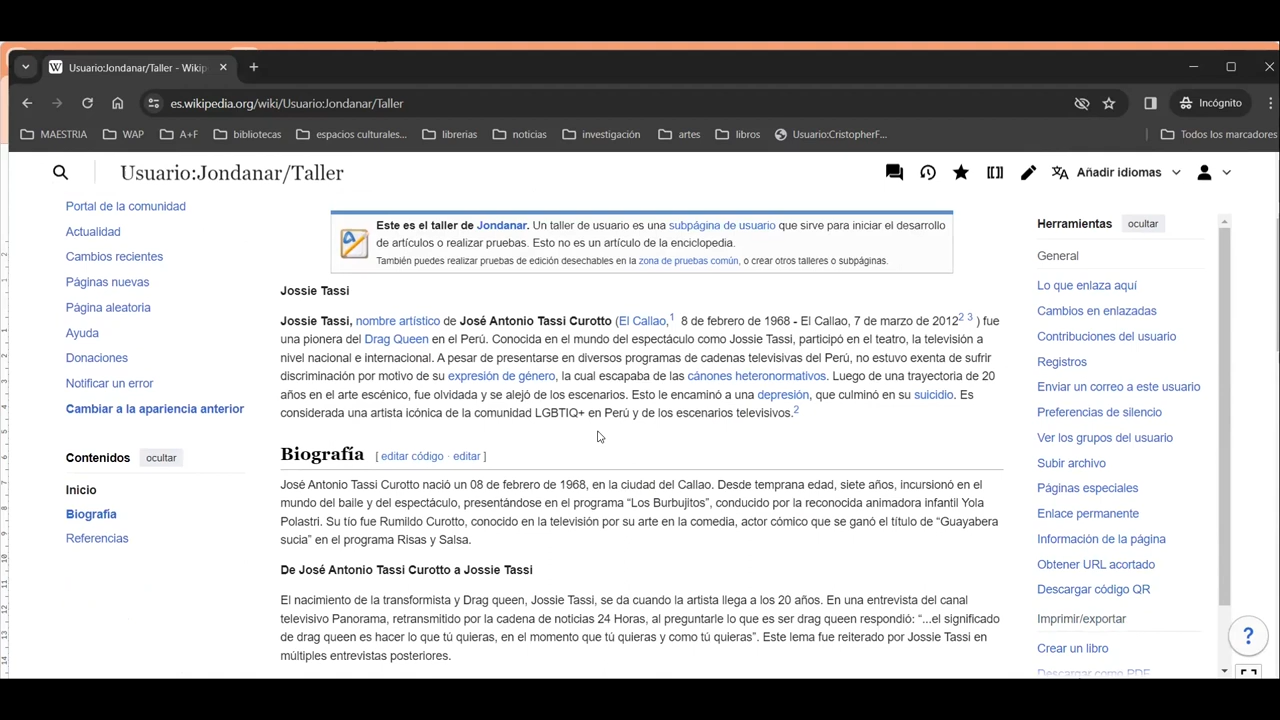 Usuario:Jondanar/Taller - Wikip
es.wikipedia.org/wiki/Usuario:Jondanar/Taller
Incógnito
MAESTRIA WAP A+F bibliotecas espacios culturales... librerias noticias investigación artes libros Usuario:CristopherF... Todos los marcadores
Usuario:Jondanar/Taller
Añadir idiomas
Portal de la comunidad
Actualidad
Cambios recientes
Páginas nuevas
Página aleatoria
Ayuda
Donaciones
Notificar un error
Cambiar a la apariencia anterior
Contenidos ocultar
Inicio
Biografía
Referencias
Este es el taller de Jondanar. Un taller de usuario es una subpágina de usuario que sirve para iniciar el desarrollo
de artículos o realizar pruebas. Esto no es un artículo de la enciclopedia.
También puedes realizar pruebas de edición desechables en la zona de pruebas común, o crear otros talleres o subpáginas.
Jossie Tassi
Jossie Tassi, nombre artístico de José Antonio Tassi Curotto (El Callao,1 8 de febrero de 1968 - El Callao, 7 de marzo de 20122 3 ) fue
una pionera del Drag Queen en el Perú. Conocida en el mundo del espectáculo como Jossie Tassi, participó en el teatro, la televisión a
nivel nacional e internacional. A pesar de presentarse en diversos programas de cadenas televisivas del Perú, no estuvo exenta de sufrir
discriminación por motivo de su expresión de género, la cual escapaba de las cánones heteronormativos. Luego de una trayectoria de 20
años en el arte escénico, fue olvidada y se alejó de los escenarios. Esto le encaminó a una depresión, que culminó en su suicidio. Es
considerada una artista icónica de la comunidad LGBTIQ+ en Perú y de los escenarios televisivos.2
Biografía [ editar código · editar ]
José Antonio Tassi Curotto nació un 08 de febrero de 1968, en la ciudad del Callao. Desde temprana edad, siete años, incursionó en el
mundo del baile y del espectáculo, presentándose en el programa “Los Burbujitos”, conducido por la reconocida animadora infantil Yola
Polastri. Su tío fue Rumildo Curotto, conocido en la televisión por su arte en la comedia, actor cómico que se ganó el título de “Guayabera
sucia” en el programa Risas y Salsa.
De José Antonio Tassi Curotto a Jossie Tassi
El nacimiento de la transformista y Drag queen, Jossie Tassi, se da cuando la artista llega a los 20 años. En una entrevista del canal
televisivo Panorama, retransmitido por la cadena de noticias 24 Horas, al preguntarle lo que es ser drag queen respondió: “...el significado
de drag queen es hacer lo que tú quieras, en el momento que tú quieras y como tú quieras”. Este lema fue reiterado por Jossie Tassi en
múltiples entrevistas posteriores.
Herramientas ocultar
General
Lo que enlaza aquí
Cambios en enlazadas
Contribuciones del usuario
Registros
Enviar un correo a este usuario
Preferencias de silencio
Ver los grupos del usuario
Subir archivo
Páginas especiales
Enlace permanente
Información de la página
Obtener URL acortado
Descargar código QR
Imprimir/exportar
Crear un libro
Descargar como PDF